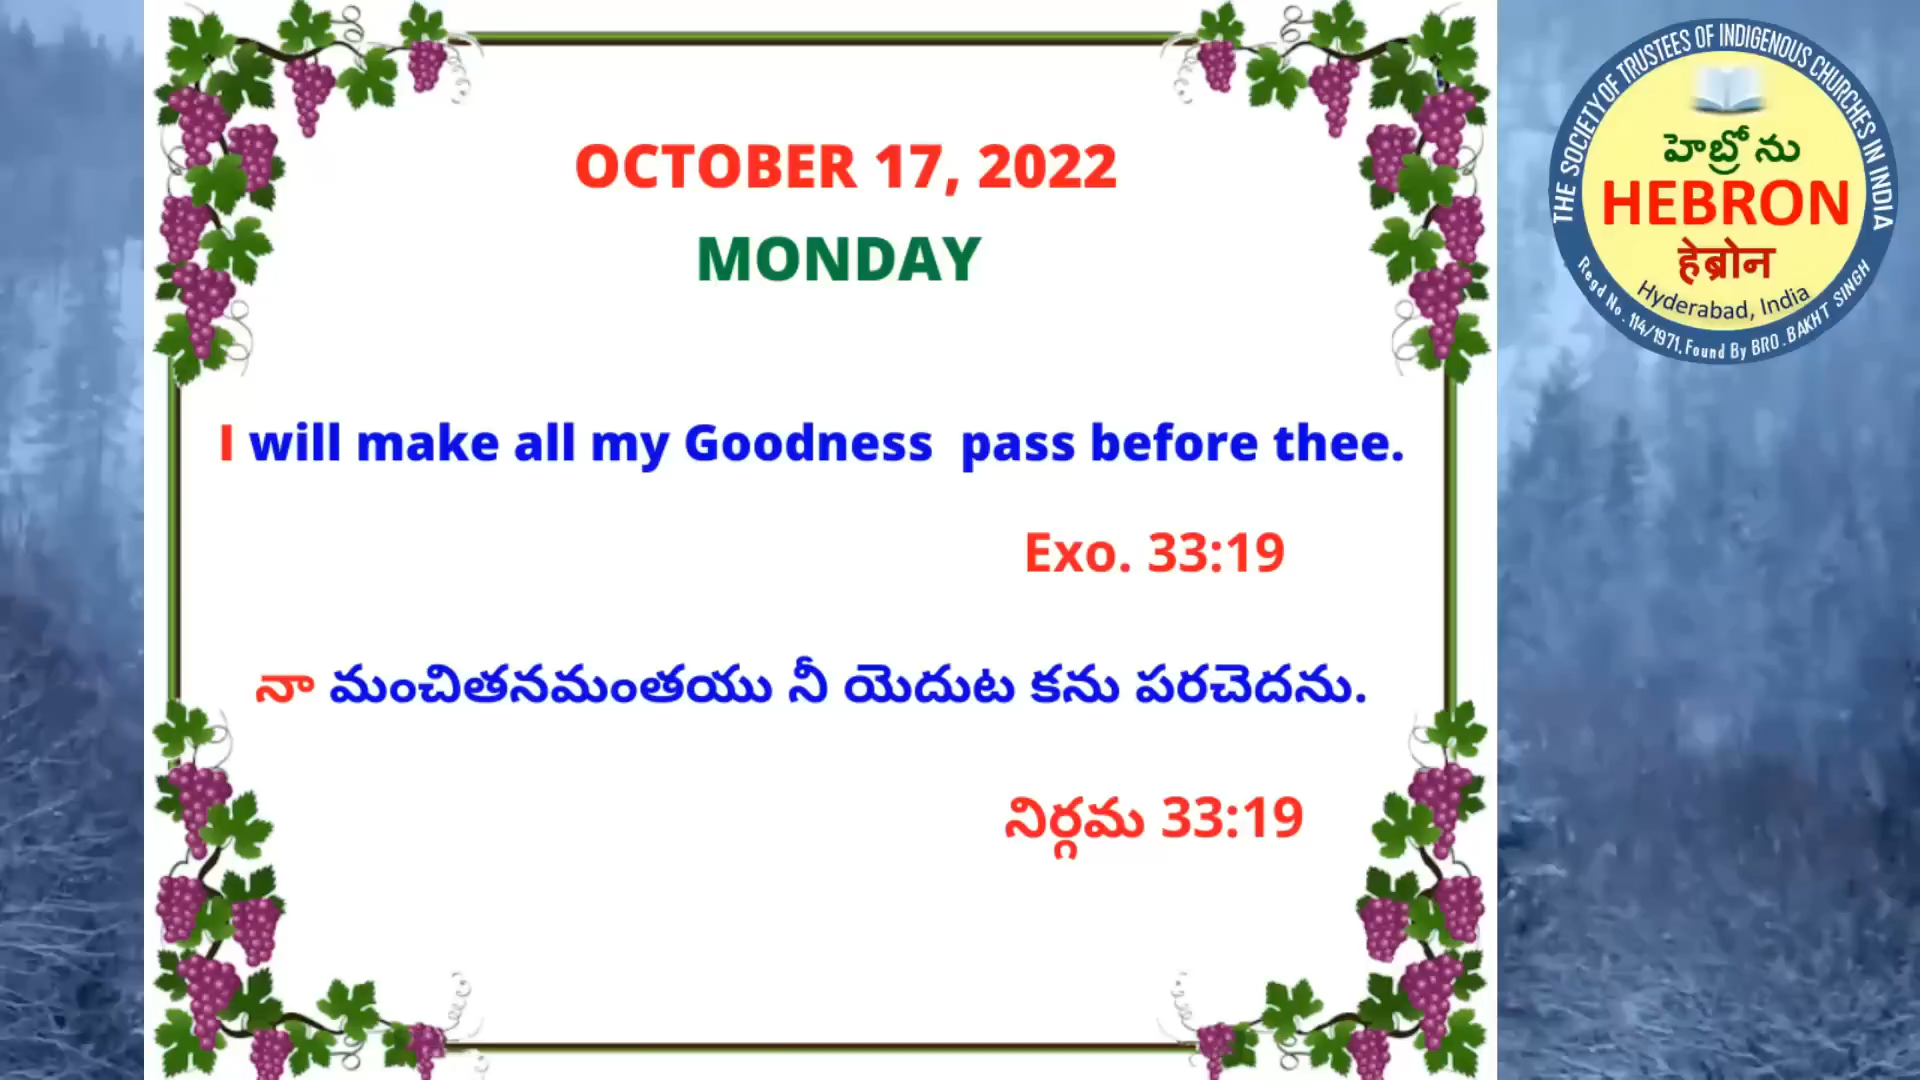 OCTOBER 17, 2022
MONDAY
I will make all my Goodness pass before thee.
Exo. 33:19
నా మంచితనమంతయు నీ యెదుట కను పరచెదను.
నిర్గమ 33:19
THE SOCIETY OF TRUSTEES OF INDIGENOUS CHURCHES IN INDIA
హెబ్రోను
HEBRON
हेब्रोन
Hyderabad, India
Regd No. 114/1971. Found By BRO. BAKHT SINGH